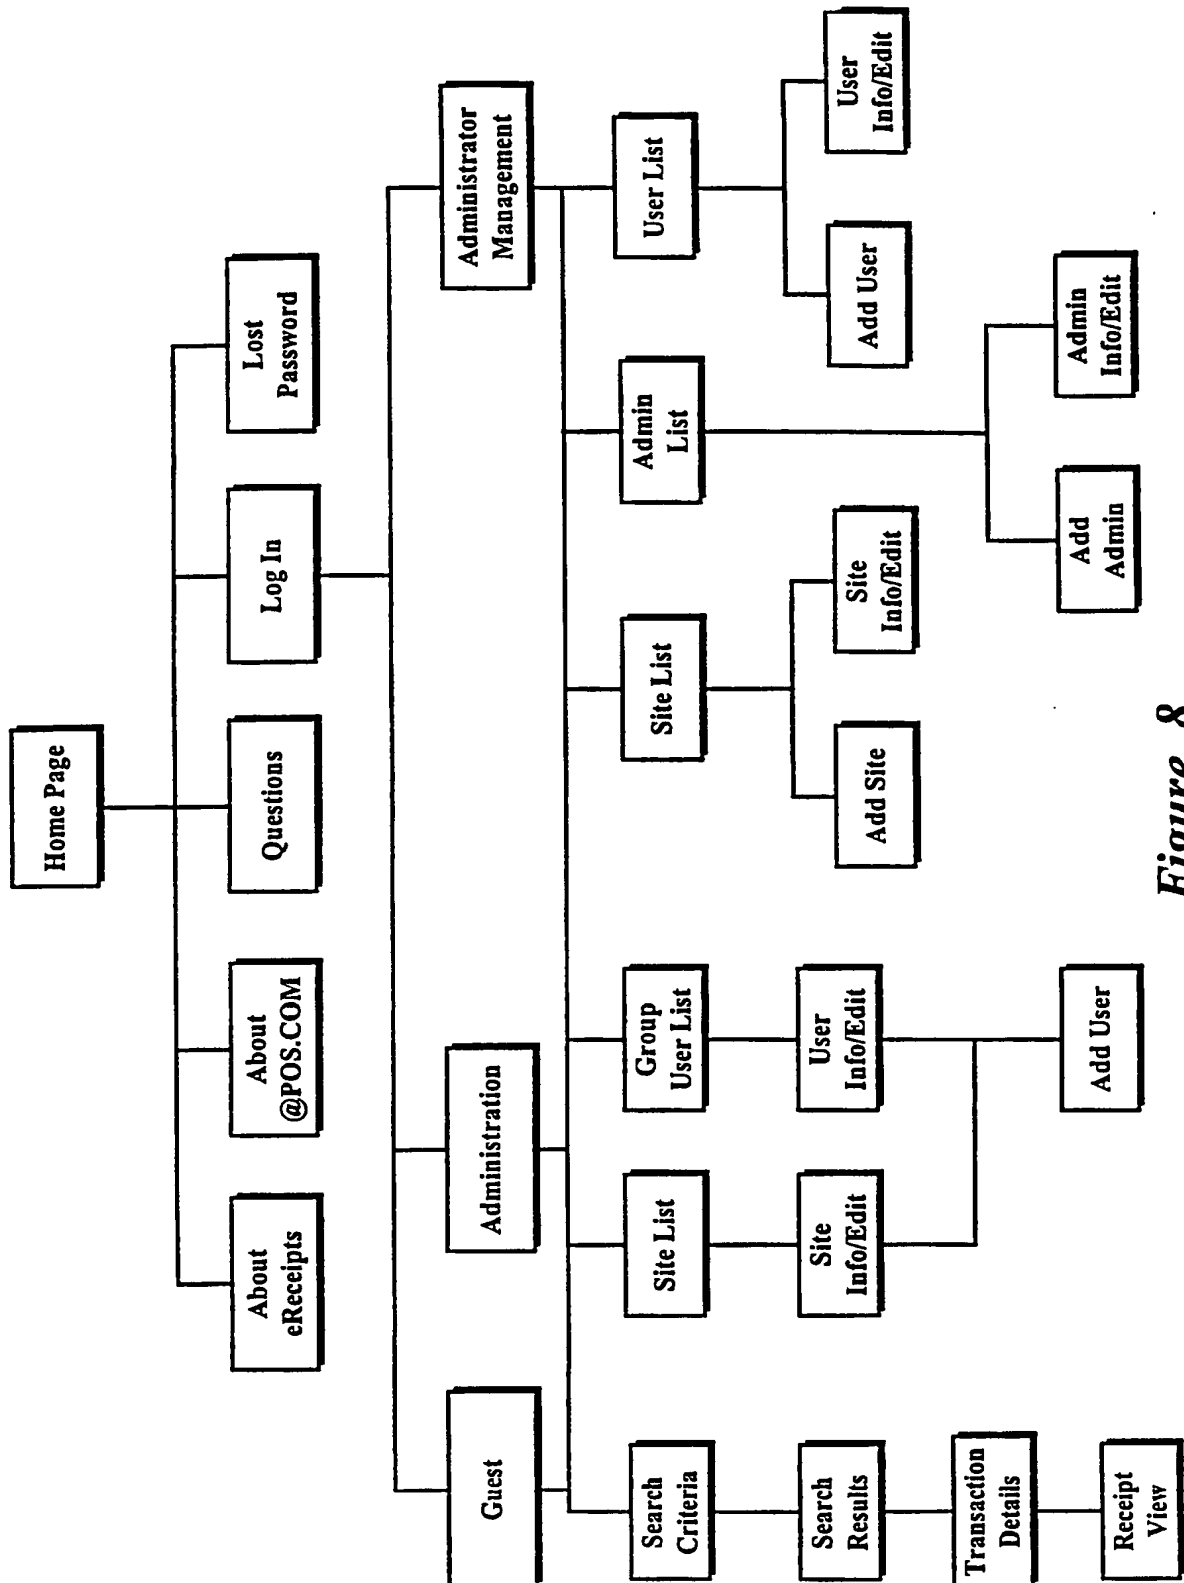 Home Page
About
eReceipts
About
@POS.COM
Questions
Log In
Lost
Password
Guest
Administration
Administrator
Management
Search
Criteria
Site List
Group
User List
Site List
Admin
List
User List
Search
Results
Site
Info/Edit
User
Info/Edit
Add Site
Site
Info/Edit
Add User
User
Info/Edit
Transaction
Details
Receipt
View
Add User
Add
Admin
Admin
Info/Edit
Figure 8